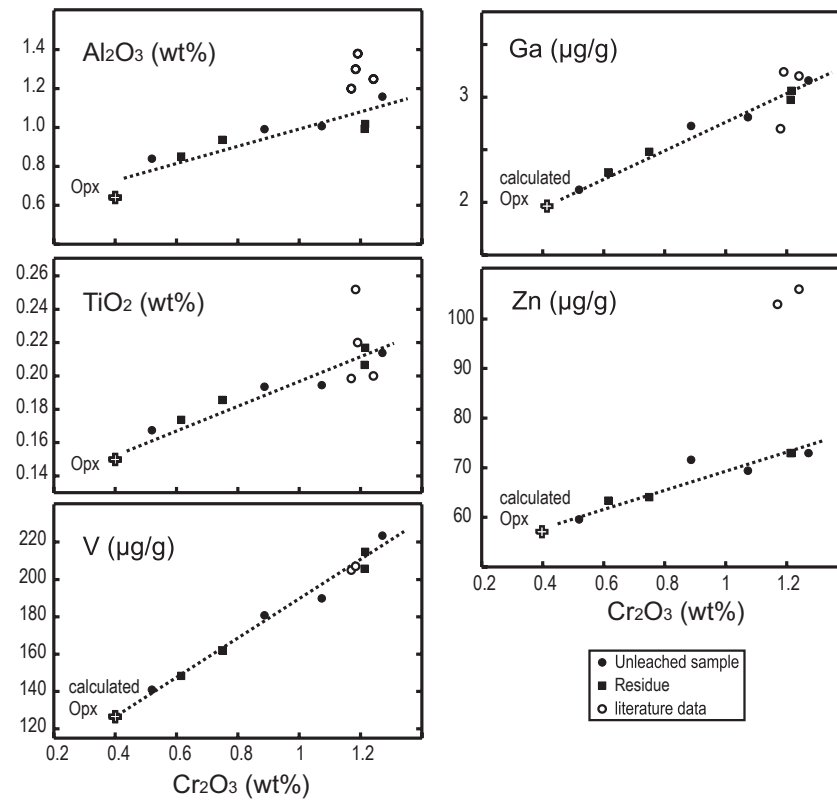 Al2O3 (wt%)
1.4
1.2
1.0
0.8
0.6
Opx
TiO2 (wt%)
0.26
0.24
0.22
0.20
0.18
0.16
0.14
Opx
V (µg/g)
220
200
180
160
140
120
calculated
Opx
0.2 0.4 0.6 0.8 1 1.2
Cr2O3 (wt%)
Ga (µg/g)
3
2
calculated
Opx
Zn (µg/g)
100
90
80
70
60
calculated
Opx
0.2 0.4 0.6 0.8 1 1.2
Cr2O3 (wt%)
Unleached sample
Residue
literature data